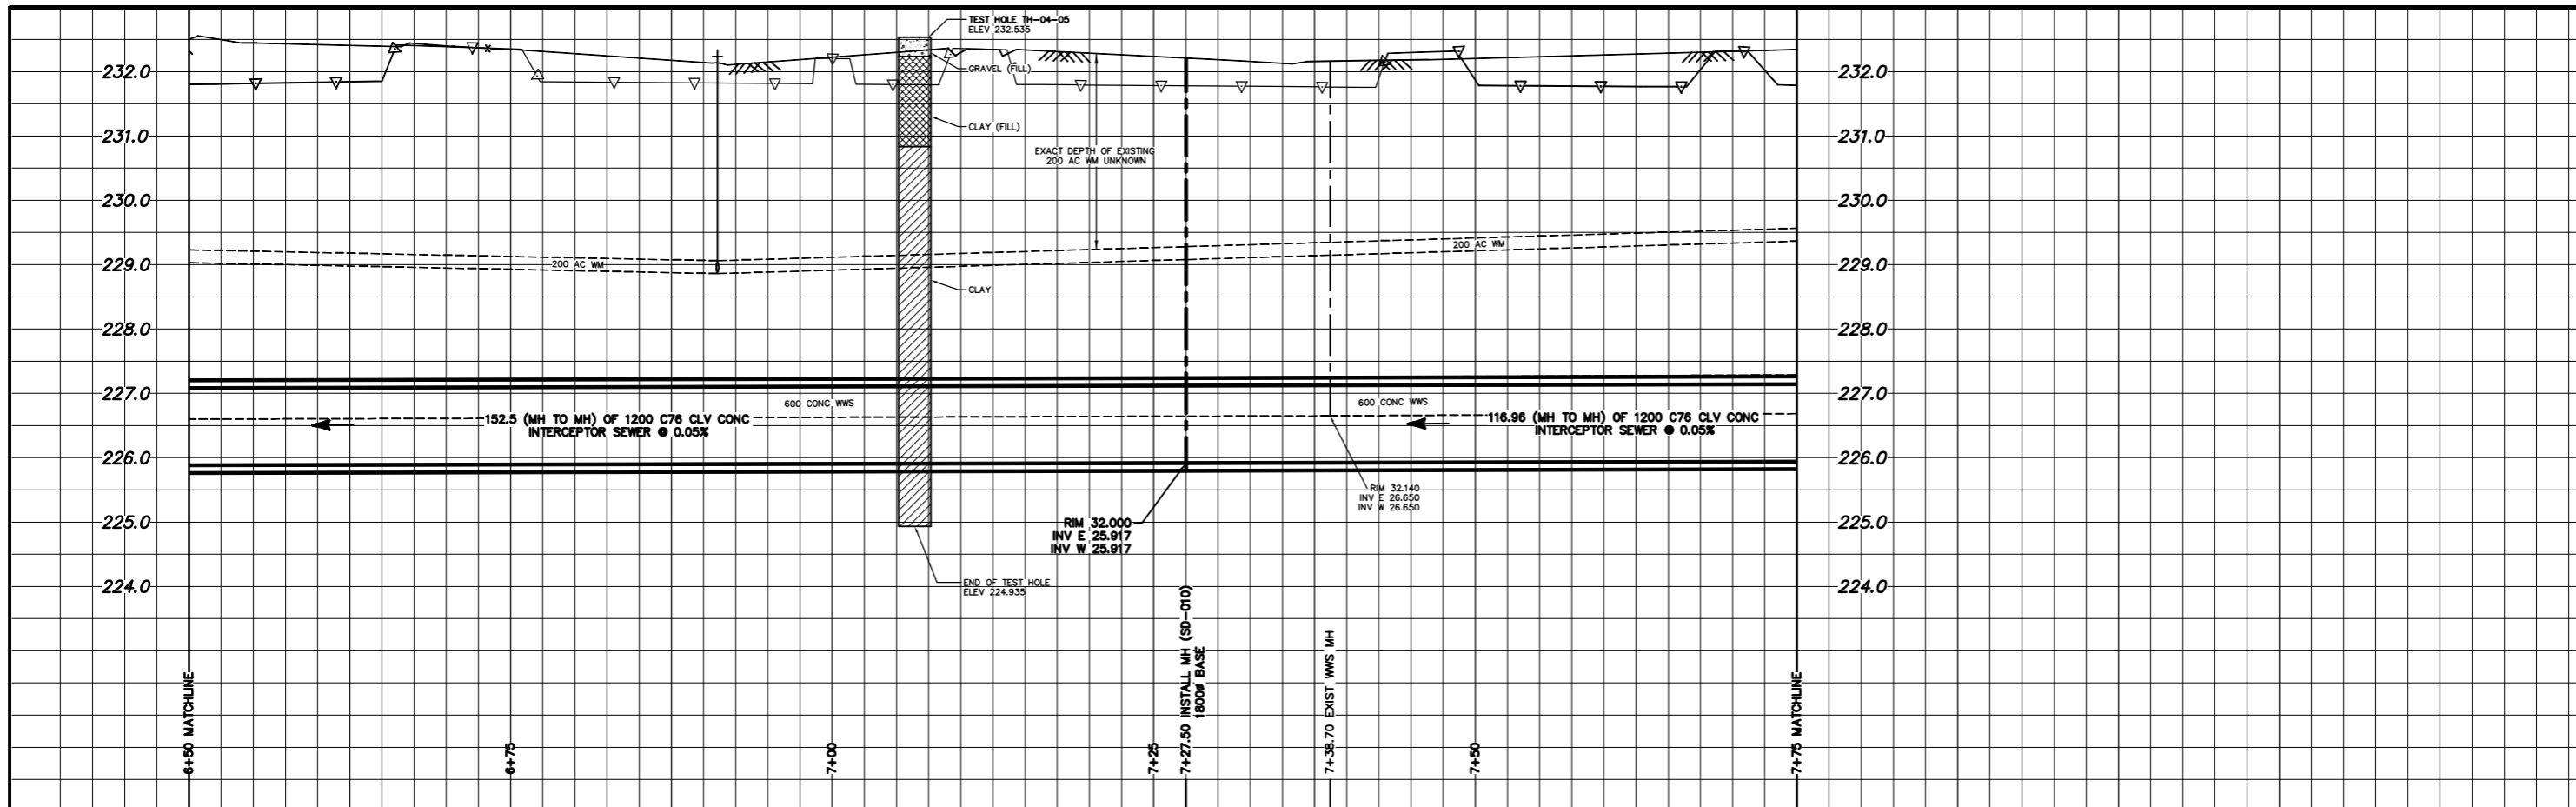 TEST HOLE TH-04-05
ELEV 232.535
GRAVEL (FILL)
CLAY (FILL)
EXACT DEPTH OF EXISTING
200 AC WM UNKNOWN
232.0
232.0
231.0
231.0
230.0
230.0
200 AC WM
229.0
200 AC WM
229.0
CLAY
228.0
228.0
227.0
227.0
600 CONC WWS
600 CONC WWS
152.5 (MH TO MH) OF 1200 C76 CLV CONC
INTERCEPTOR SEWER @ 0.05%
116.96 (MH TO MH) OF 1200 C76 CLV CONC
INTERCEPTOR SEWER @ 0.05%
226.0
226.0
RIM 32.140
INV E 26.650
INV W 26.650
225.0
225.0
RIM 32.000
INV E 25.917
INV W 25.917
END OF TEST HOLE
ELEV 224.935
224.0
224.0
6+50 MATCHLINE
6+75
7+00
7+25
7+27.50 INSTALL MH (SD-010)
1800ø BASE
7+38.70 EXIST WWS MH
7+50
7+75 MATCHLINE